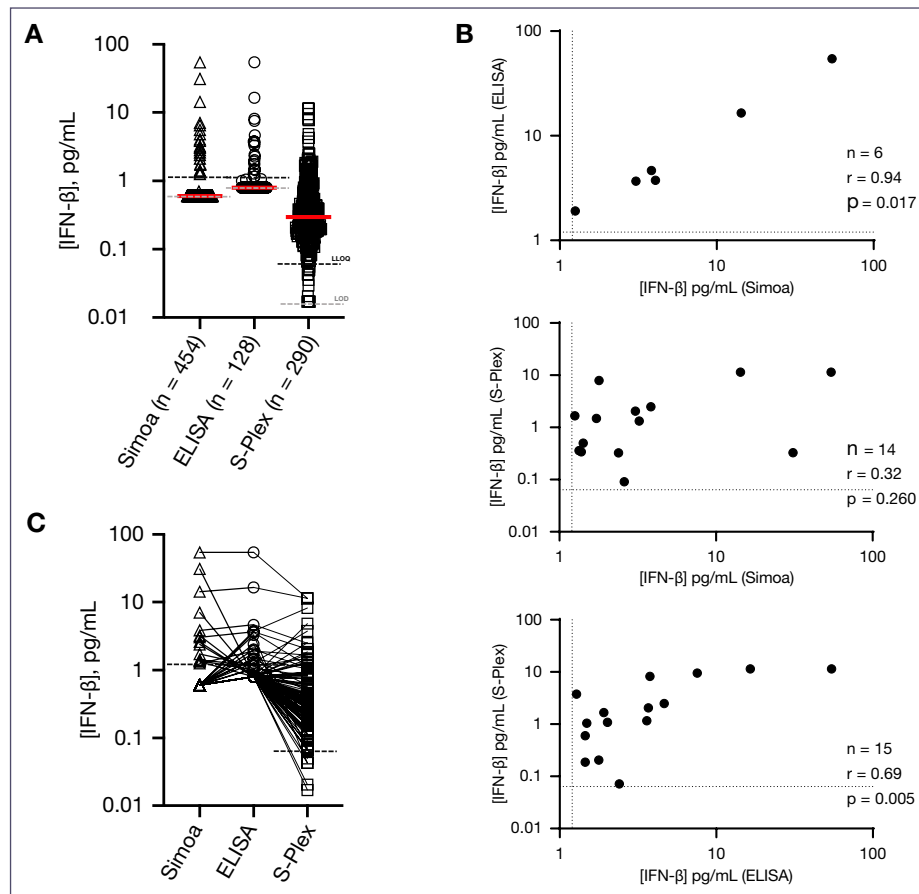 A
[IFN-β], pg/mL
100
10
1
0.1
0.01
LLOQ
LOD
Simoa (n = 454)
ELISA (n = 128)
S-Plex (n = 290)
B
[IFN-β] pg/mL (ELISA)
100
10
1
n = 6
r = 0.94
p = 0.017
1
10
100
[IFN-β] pg/mL (Simoa)
[IFN-β] pg/mL (S-Plex)
100
10
1
0.1
0.01
n = 14
r = 0.32
p = 0.260
1
10
100
[IFN-β] pg/mL (Simoa)
[IFN-β] pg/mL (S-Plex)
100
10
1
0.1
0.01
n = 15
r = 0.69
p = 0.005
1
10
100
[IFN-β] pg/mL (ELISA)
C
[IFN-β], pg/mL
100
10
1
0.1
0.01
Simoa
ELISA
S-Plex